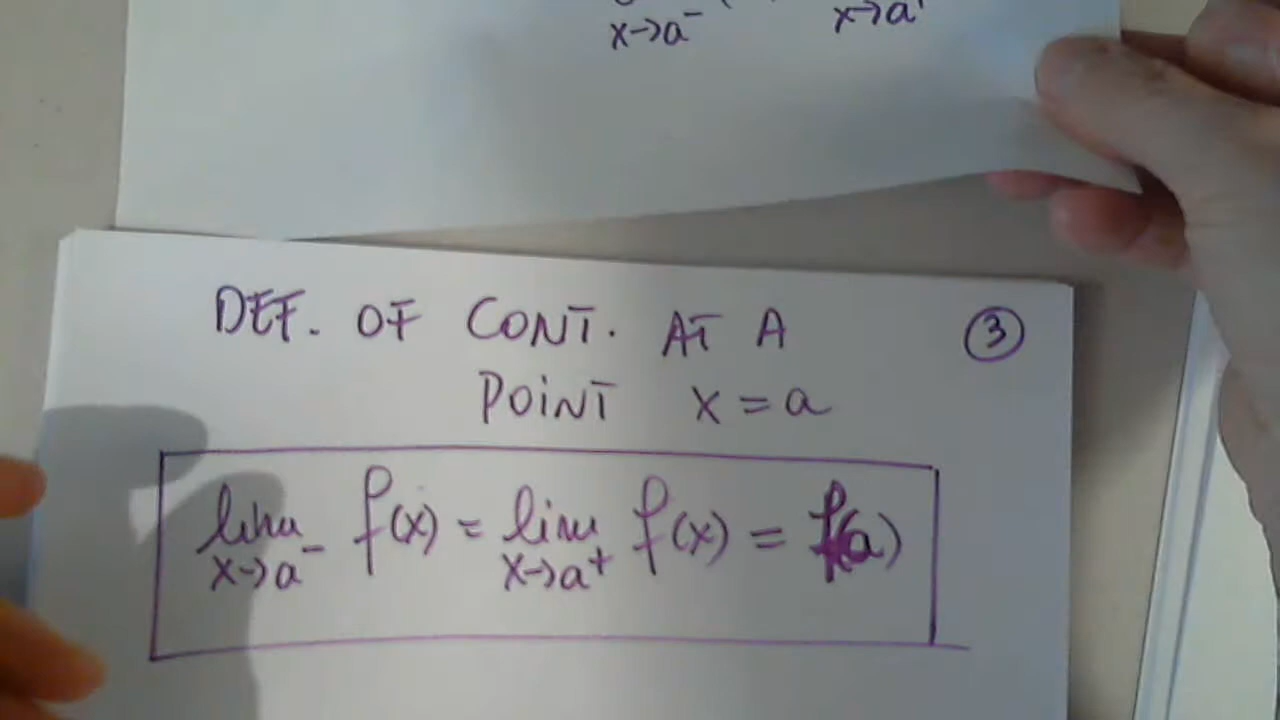 x→a⁻ x→a⁺
DEF. OF CONT. AT A ③
POINT x = a
lim f(x) = lim f(x) = f(a)
x→a⁻ x→a⁺